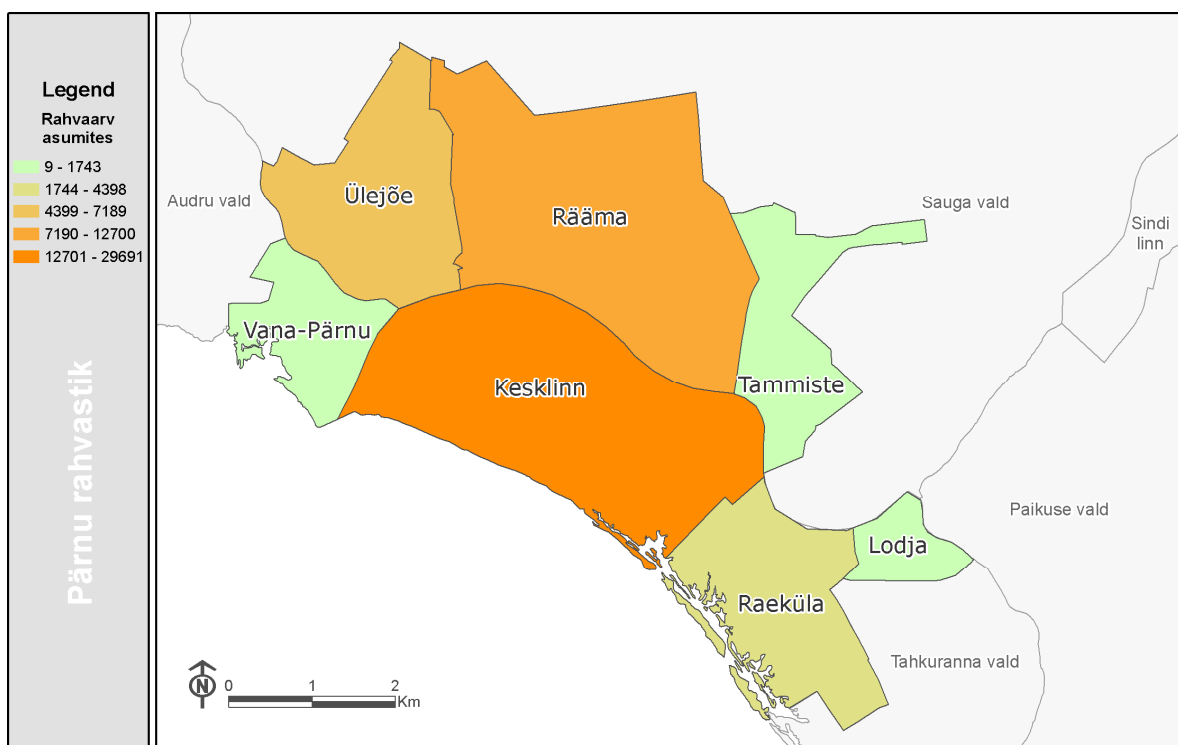 Legend
Rahvaarv
asumites
9 - 1743
1744 - 4398
4399 - 7189
7190 - 12700
12701 - 29691
Pärnu rahvastik
Audru vald
Ülejõe
Rääma
Sauga vald
Sindi
linn
Vana-Pärnu
Kesklinn
Tammiste
Paikuse vald
Lodja
Raeküla
Tahkuranna vald
N
0 1 2
Km